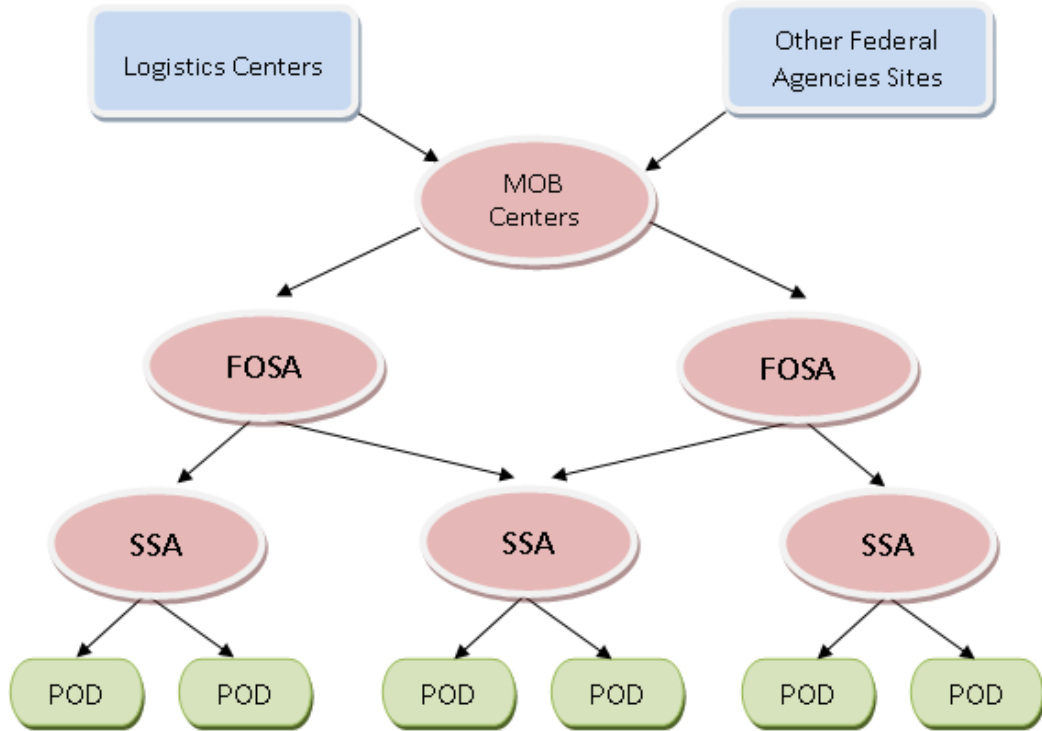 Logistics Centers
Other Federal
Agencies Sites
MOB
Centers
FOSA
FOSA
SSA
SSA
SSA
POD
POD
POD
POD
POD
POD